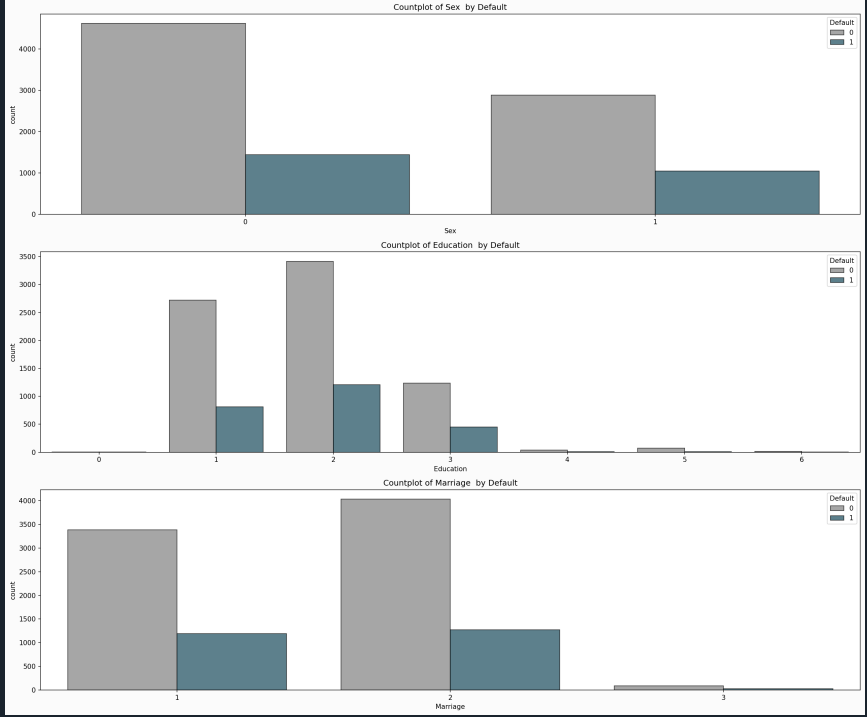 Countplot of Sex  by Default
Default
0
1
4000
3000
2000
1000
0
count
0 1
Sex
Countplot of Education  by Default
Default
0
1
3500
3000
2500
2000
1500
1000
500
0
count
0 1 2 3 4 5 6
Education
Countplot of Marriage  by Default
Default
0
1
4000
3500
3000
2500
2000
1500
1000
500
0
count
1 2 3
Marriage